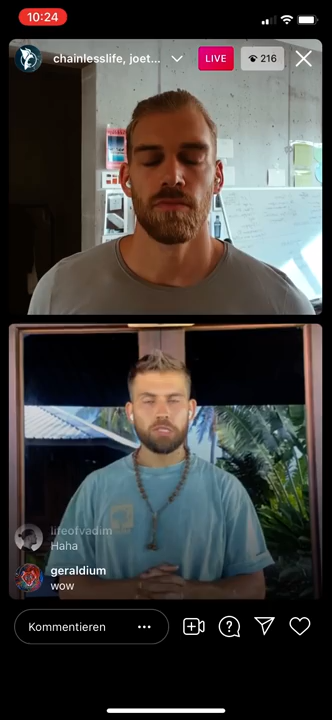 10:24
chainlesslife, joet...
LIVE
216
lifeofvadim
Haha
geraldium
wow
Kommentieren